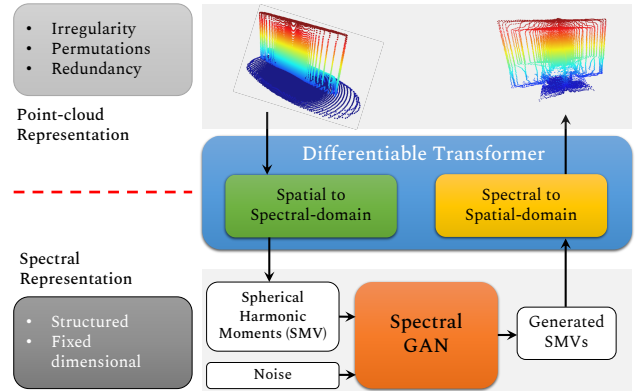 • Irregularity
• Permutations
• Redundancy
Point-cloud
Representation
Differentiable Transformer
Spatial to
Spectral-domain
Spectral to
Spatial-domain
Spectral
Representation
• Structured
• Fixed
dimensional
Spherical
Harmonic
Moments (SMV)
Noise
Spectral
GAN
Generated
SMVs